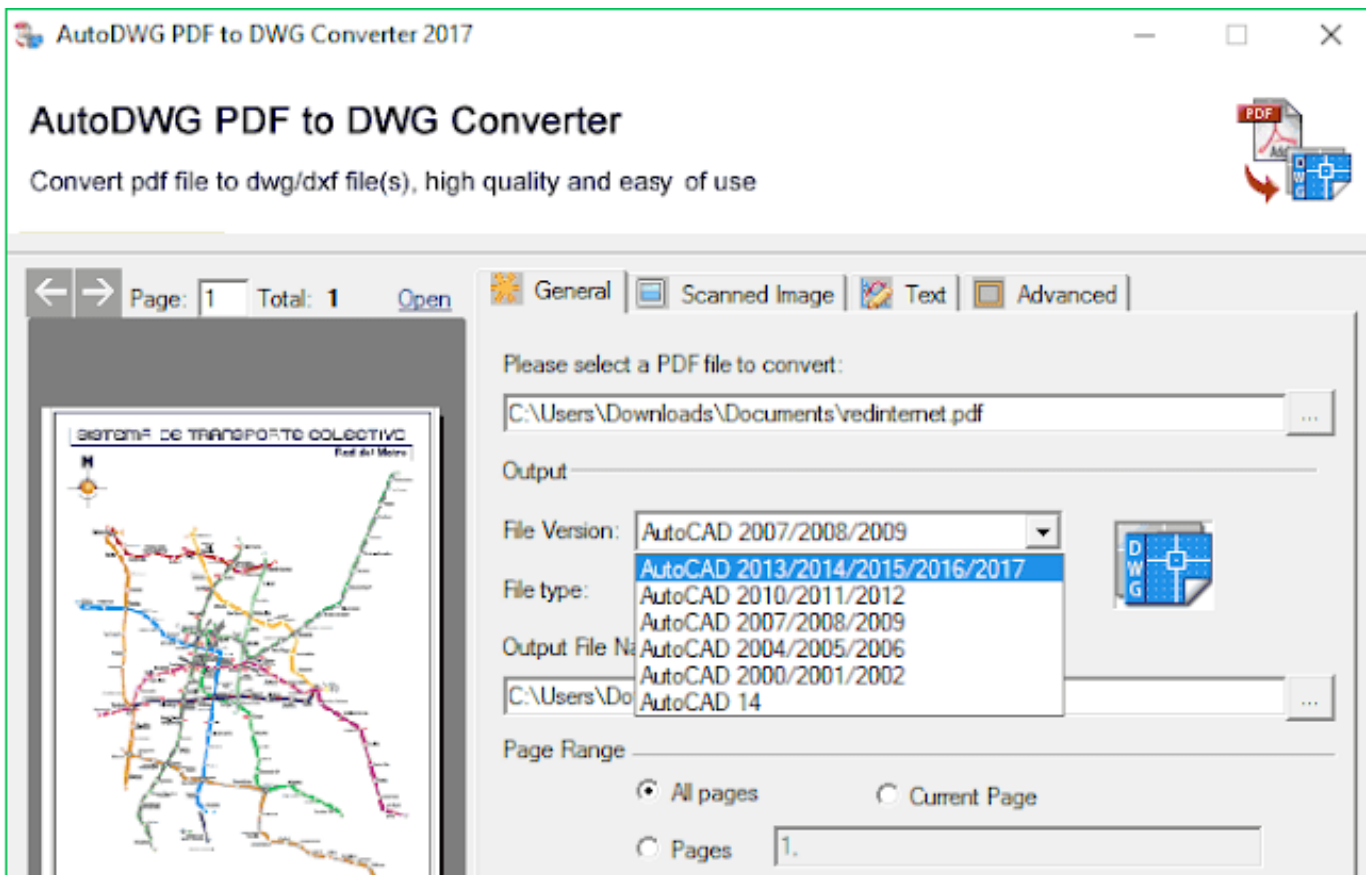 AutoDWG PDF to DWG Converter 2017
AutoDWG PDF to DWG Converter
Convert pdf file to dwg/dxf file(s), high quality and easy of use
PDF
DWG
Page: 1 Total: 1 Open
General Scanned Image Text Advanced
Please select a PDF file to convert:
C:\Users\Downloads\Documents\redinternet.pdf ...
SISTEMA DE TRANSPORTE COLECTIVO
Red del Metro
N
Output
File Version: AutoCAD 2007/2008/2009
DWG
AutoCAD 2013/2014/2015/2016/2017
File type:
AutoCAD 2010/2011/2012
AutoCAD 2007/2008/2009
Output File Na
AutoCAD 2004/2005/2006
AutoCAD 2000/2001/2002
C:\Users\Do ...
AutoCAD 14
Page Range
All pages Current Page
Pages 1.